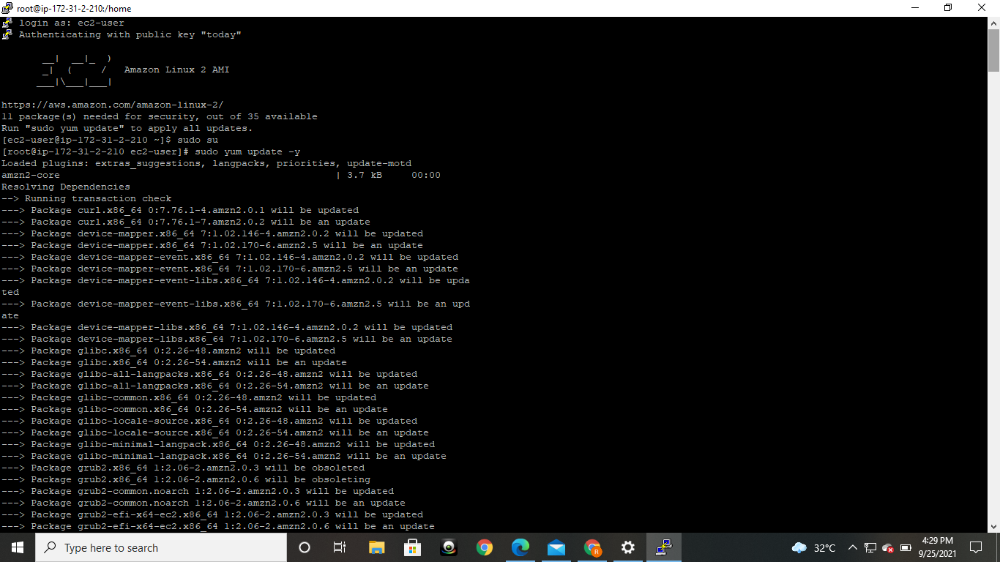 root@ip-172-31-2-210:/home
login as: ec2-user
Authenticating with public key "today"
       __|  __|_  )
       _|  (     /   Amazon Linux 2 AMI
      ___|\___|___|
https://aws.amazon.com/amazon-linux-2/
11 package(s) needed for security, out of 35 available
Run "sudo yum update" to apply all updates.
[ec2-user@ip-172-31-2-210 ~]$ sudo su
[root@ip-172-31-2-210 ec2-user]# sudo yum update -y
Loaded plugins: extras_suggestions, langpacks, priorities, update-motd
amzn2-core                                               | 3.7 kB     00:00
Resolving Dependencies
--> Running transaction check
---> Package curl.x86_64 0:7.76.1-4.amzn2.0.1 will be updated
---> Package curl.x86_64 0:7.76.1-7.amzn2.0.2 will be an update
---> Package device-mapper.x86_64 7:1.02.146-4.amzn2.0.2 will be updated
---> Package device-mapper.x86_64 7:1.02.170-6.amzn2.5 will be an update
---> Package device-mapper-event.x86_64 7:1.02.146-4.amzn2.0.2 will be updated
---> Package device-mapper-event.x86_64 7:1.02.170-6.amzn2.5 will be an update
---> Package device-mapper-event-libs.x86_64 7:1.02.146-4.amzn2.0.2 will be upda
ted
---> Package device-mapper-event-libs.x86_64 7:1.02.170-6.amzn2.5 will be an upd
ate
---> Package device-mapper-libs.x86_64 7:1.02.146-4.amzn2.0.2 will be updated
---> Package device-mapper-libs.x86_64 7:1.02.170-6.amzn2.5 will be an update
---> Package glibc.x86_64 0:2.26-48.amzn2 will be updated
---> Package glibc.x86_64 0:2.26-54.amzn2 will be an update
---> Package glibc-all-langpacks.x86_64 0:2.26-48.amzn2 will be updated
---> Package glibc-all-langpacks.x86_64 0:2.26-54.amzn2 will be an update
---> Package glibc-common.x86_64 0:2.26-48.amzn2 will be updated
---> Package glibc-common.x86_64 0:2.26-54.amzn2 will be an update
---> Package glibc-locale-source.x86_64 0:2.26-48.amzn2 will be updated
---> Package glibc-locale-source.x86_64 0:2.26-54.amzn2 will be an update
---> Package glibc-minimal-langpack.x86_64 0:2.26-48.amzn2 will be updated
---> Package glibc-minimal-langpack.x86_64 0:2.26-54.amzn2 will be an update
---> Package grub2.x86_64 1:2.06-2.amzn2.0.3 will be obsoleted
---> Package grub2.x86_64 1:2.06-2.amzn2.0.6 will be obsoleting
---> Package grub2-common.noarch 1:2.06-2.amzn2.0.3 will be updated
---> Package grub2-common.noarch 1:2.06-2.amzn2.0.6 will be an update
---> Package grub2-efi-x64-ec2.x86_64 1:2.06-2.amzn2.0.3 will be updated
---> Package grub2-efi-x64-ec2.x86_64 1:2.06-2.amzn2.0.6 will be an update
Type here to search
R
32°C
4:29 PM
9/25/2021